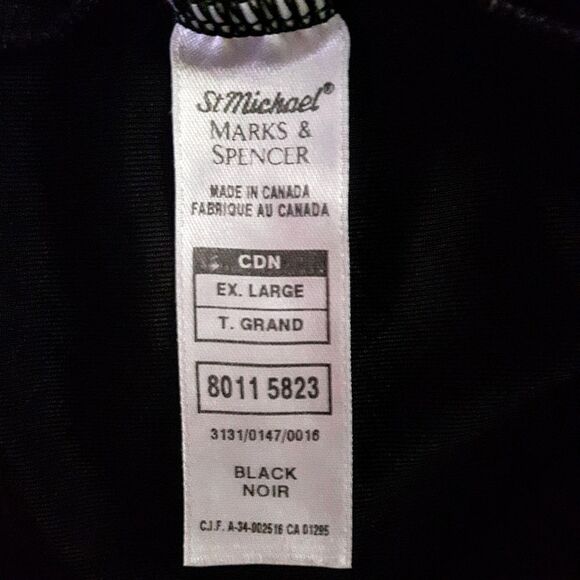 St Michael®
MARKS &
SPENCER
MADE IN CANADA
FABRIQUE AU CANADA
CDN
EX. LARGE
T. GRAND
8011 5823
3131/0147/0016
BLACK
NOIR
C.J.F. A-34-002516 CA 01295